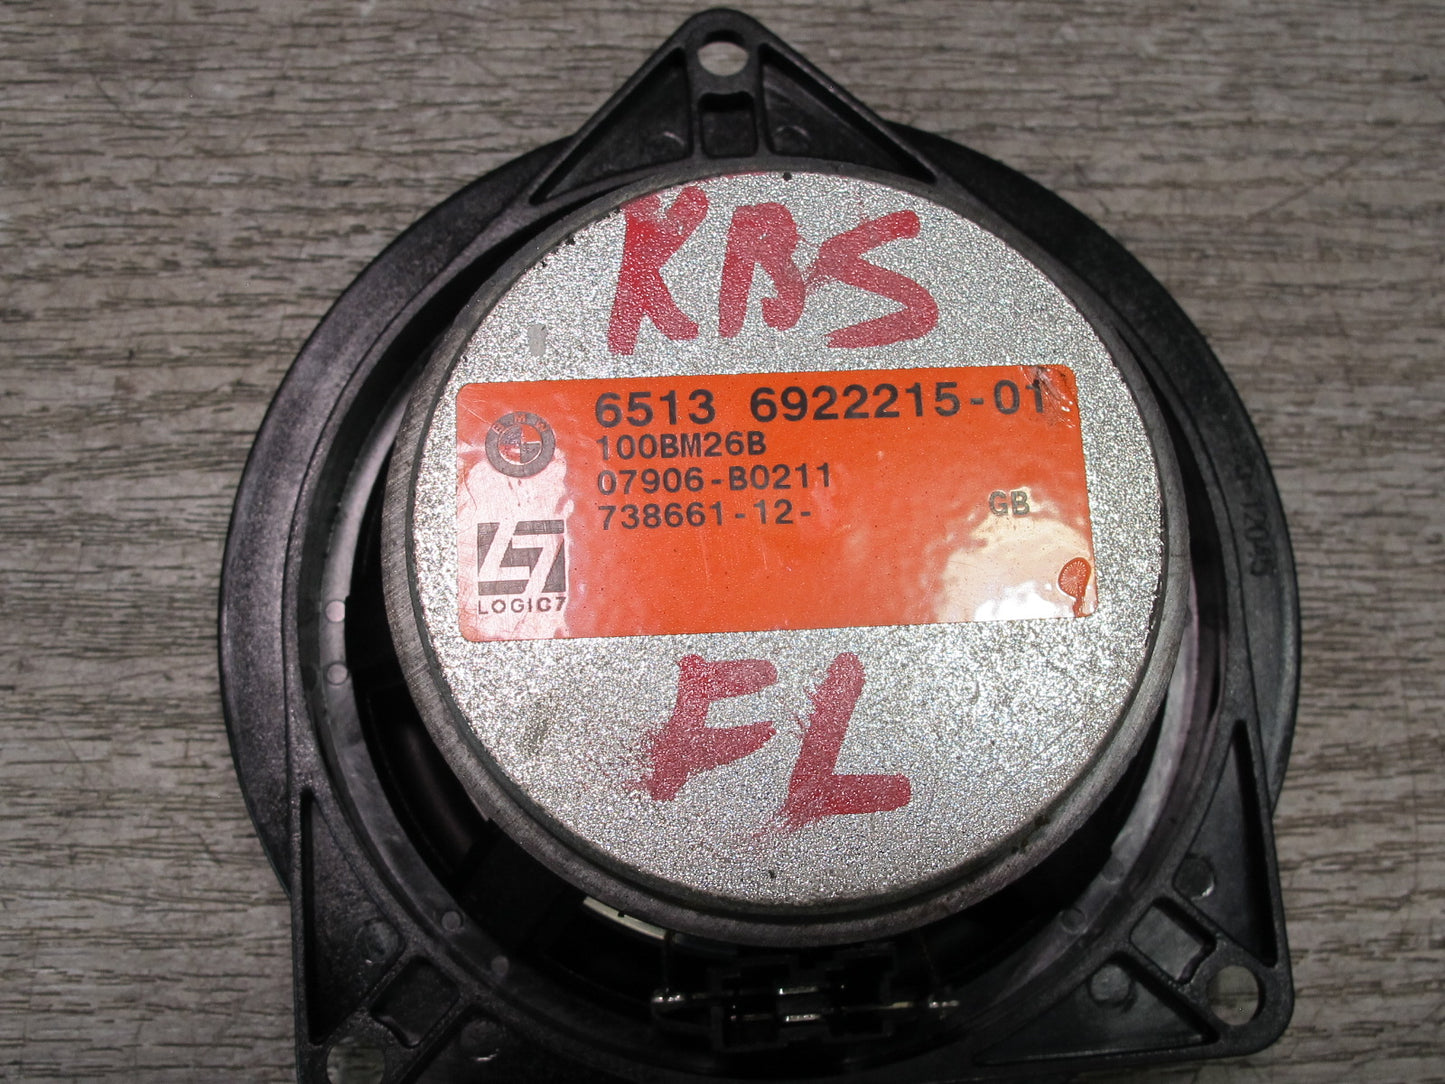 KBS
6513 6922215-01
100BM26B
07906-B0211
738661-12-
GB
LOGIC7
FL